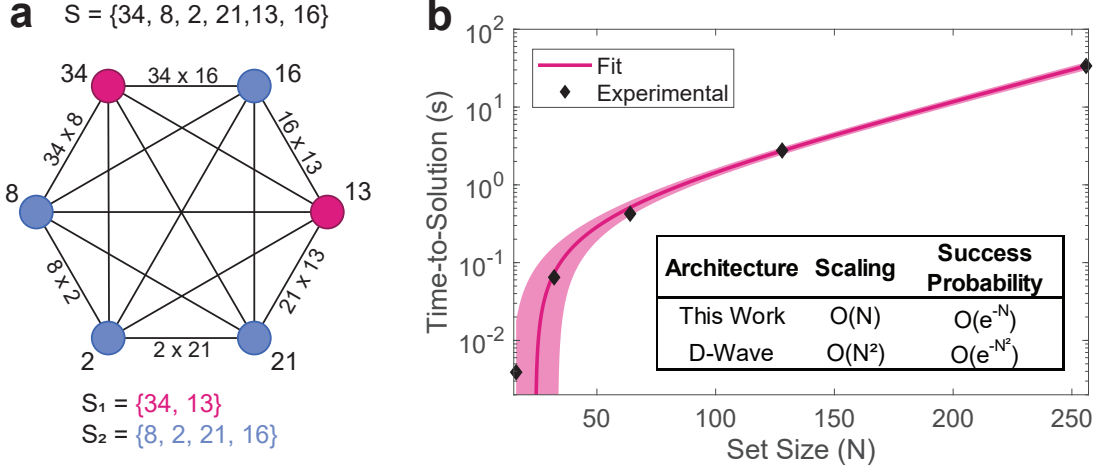 a
S = {34, 8, 2, 21,13, 16}
34
34 x 16
16
34 x 8
16 x 13
8
13
8 x 2
21 x 13
2
2 x 21
21
S₁ = {34, 13}
S₂ = {8, 2, 21, 16}
b
Time-to-Solution (s)
10²
10¹
10⁰
10⁻¹
10⁻²
Fit
Experimental
Architecture Scaling Success Probability
This Work O(N) O(e⁻ᴺ)
D-Wave O(N²) O(e^-N²)
50 100 150 200 250
Set Size (N)